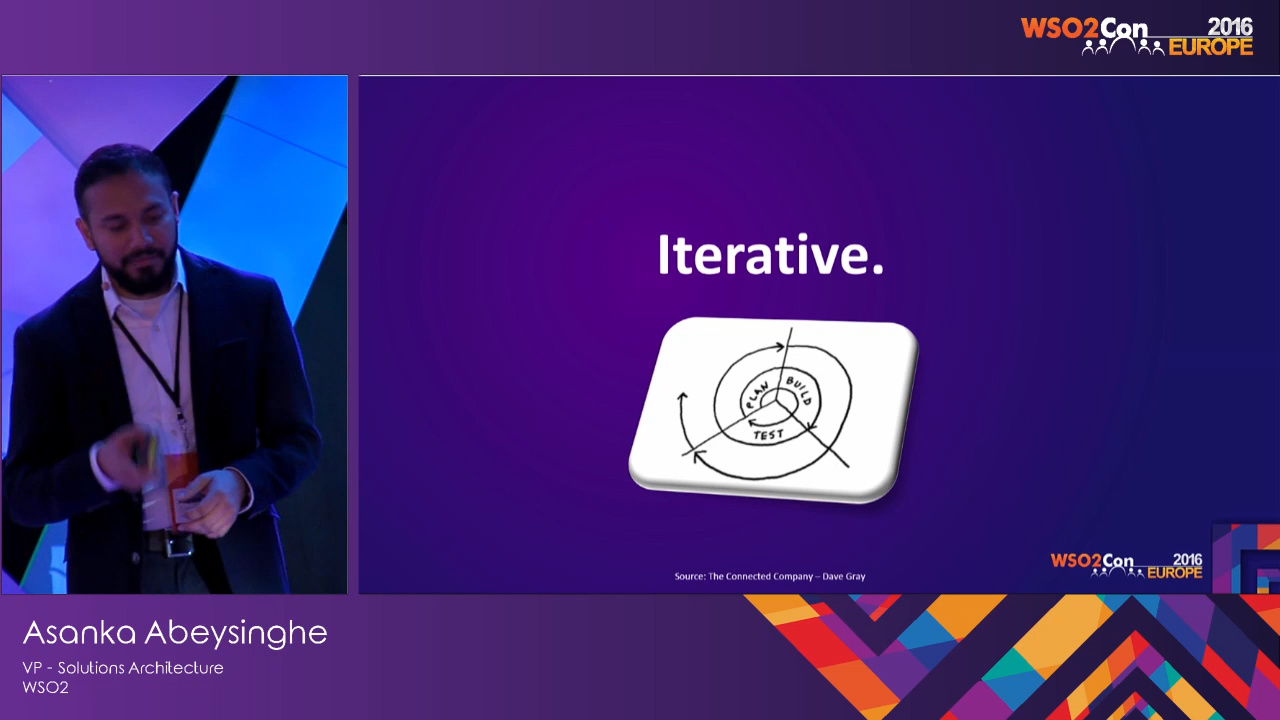 WSO2Con 2016
EUROPE
Iterative.
PLAN BUILD
TEST
Source: The Connected Company – Dave Gray
WSO2Con 2016
EUROPE
Asanka Abeysinghe
VP - Solutions Architecture
WSO2